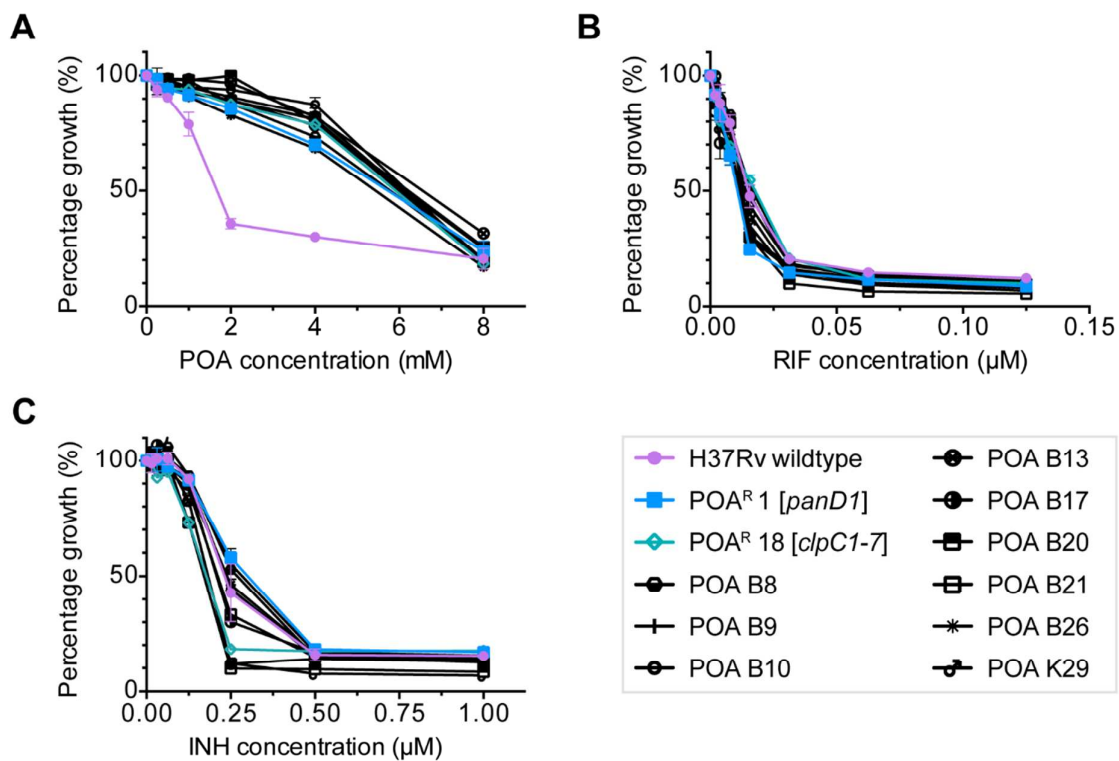 A
Percentage growth (%)
100
50
0
0 2 4 6 8
POA concentration (mM)
B
Percentage growth (%)
100
50
0
0.00 0.05 0.10 0.15
RIF concentration (µM)
C
Percentage growth (%)
100
50
0
0.00 0.25 0.50 0.75 1.00
INH concentration (µM)
H37Rv wildtype
POAᴿ 1 [panD1]
POAᴿ 18 [clpC1-7]
POA B8
POA B9
POA B10
POA B13
POA B17
POA B20
POA B21
POA B26
POA K29